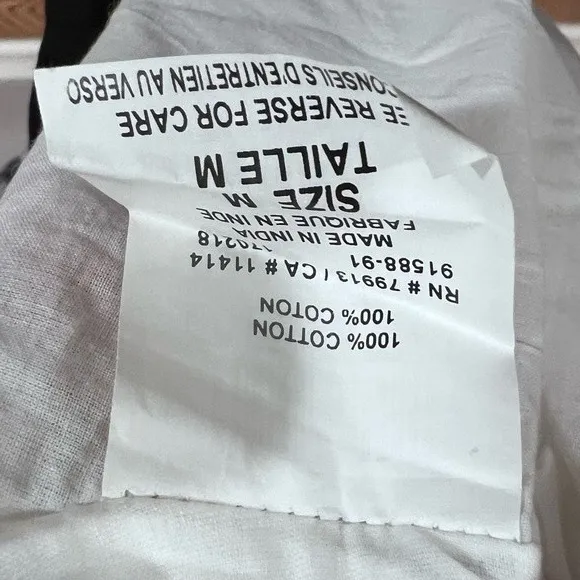 100% COTTON
100% COTON
RN # 79913 / CA # 11414
91588-91
MADE IN INDIA
FABRIQUE EN INDE
SIZE M
TAILLE M
EE REVERSE FOR CARE
CONSEILS D'ENTRETIEN AU VERSO